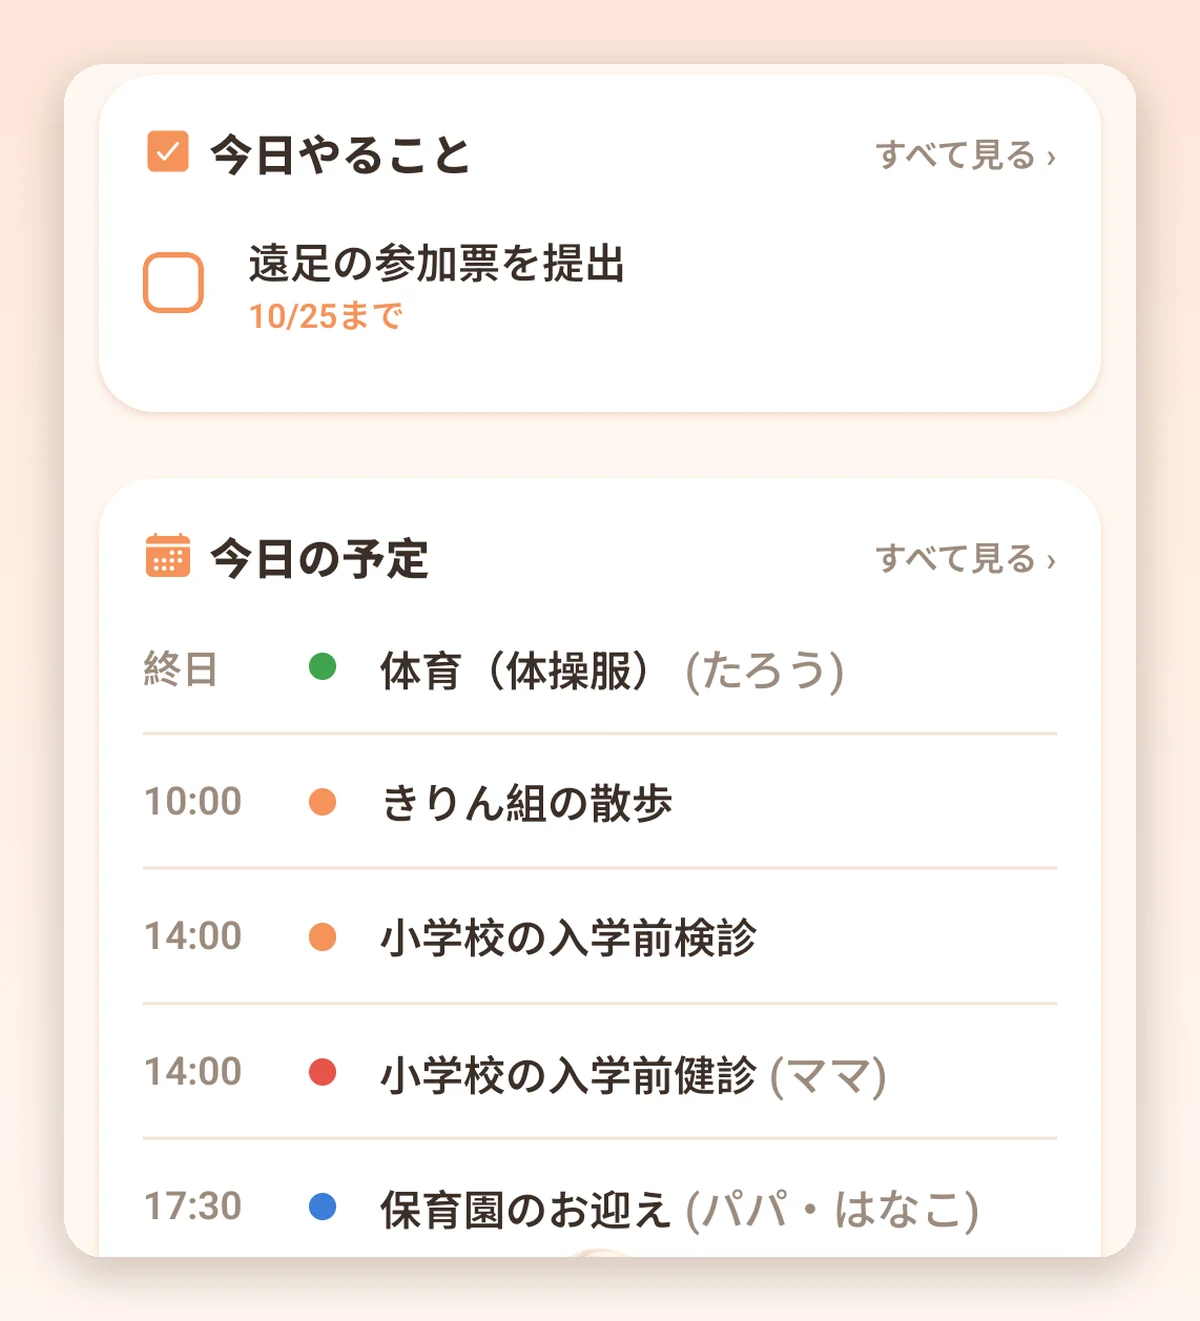 今日やること
すべて見る ›
遠足の参加票を提出
10/25まで
今日の予定
すべて見る ›
終日 体育（体操服） (たろう)
10:00 きりん組の散歩
14:00 小学校の入学前検診
14:00 小学校の入学前健診 (ママ)
17:30 保育園のお迎え (パパ・はなこ)